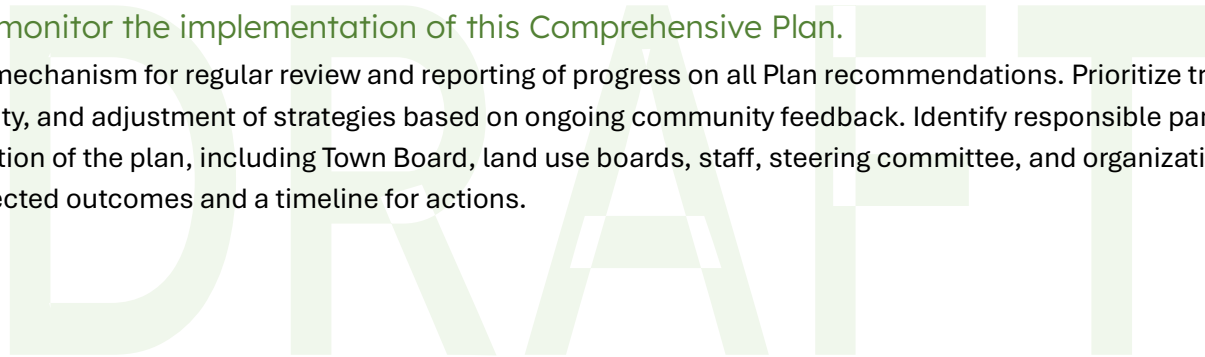 monitor the implementation of this Comprehensive Plan.
mechanism for regular review and reporting of progress on all Plan recommendations. Prioritize tr
ty, and adjustment of strategies based on ongoing community feedback. Identify responsible par
tion of the plan, including Town Board, land use boards, staff, steering committee, and organizati
ected outcomes and a timeline for actions.
DRAFT